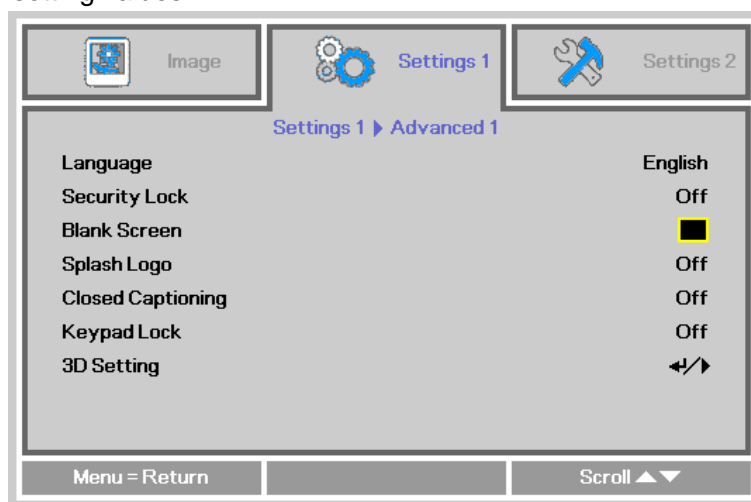 Image
Settings 1
Settings 2
Settings 1 Advanced 1
Language English
Security Lock Off
Blank Screen
Splash Logo Off
Closed Captioning Off
Keypad Lock Off
3D Setting
Menu = Return
Scroll